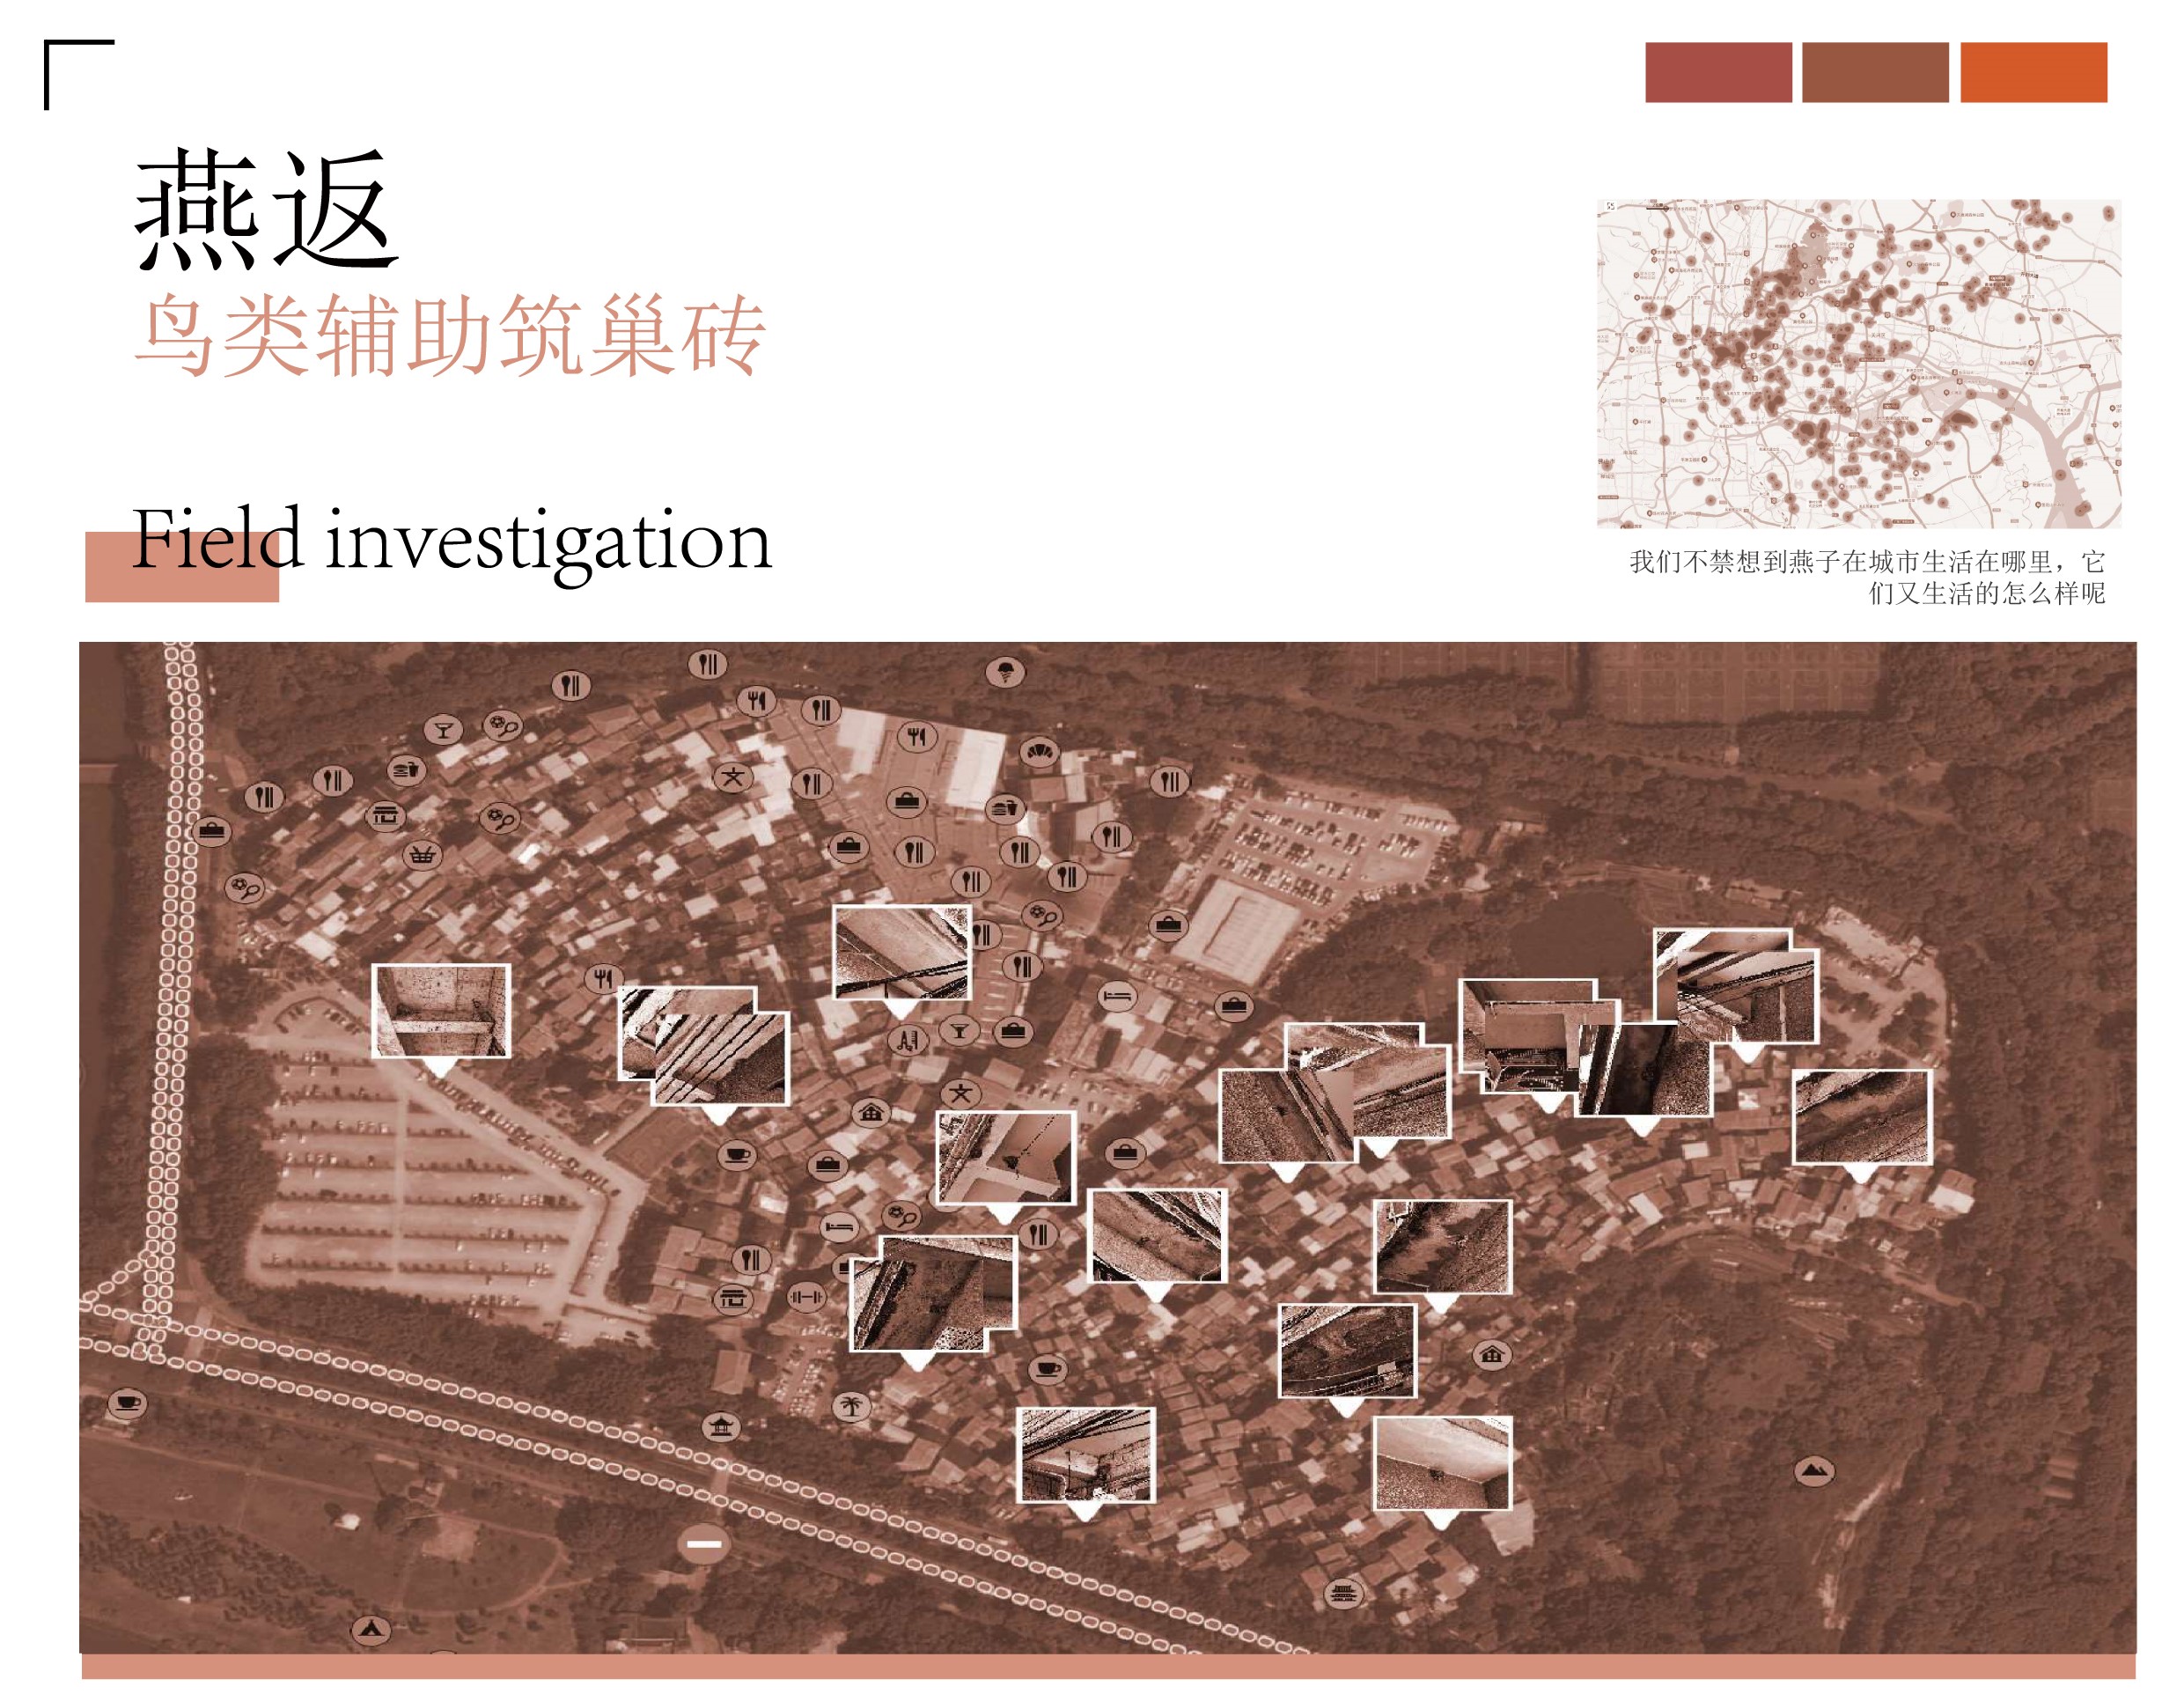 燕返
鸟类辅助筑巢砖
Field investigation
我们不禁想到燕子在城市生活在哪里，它
们又生活的怎么样呢